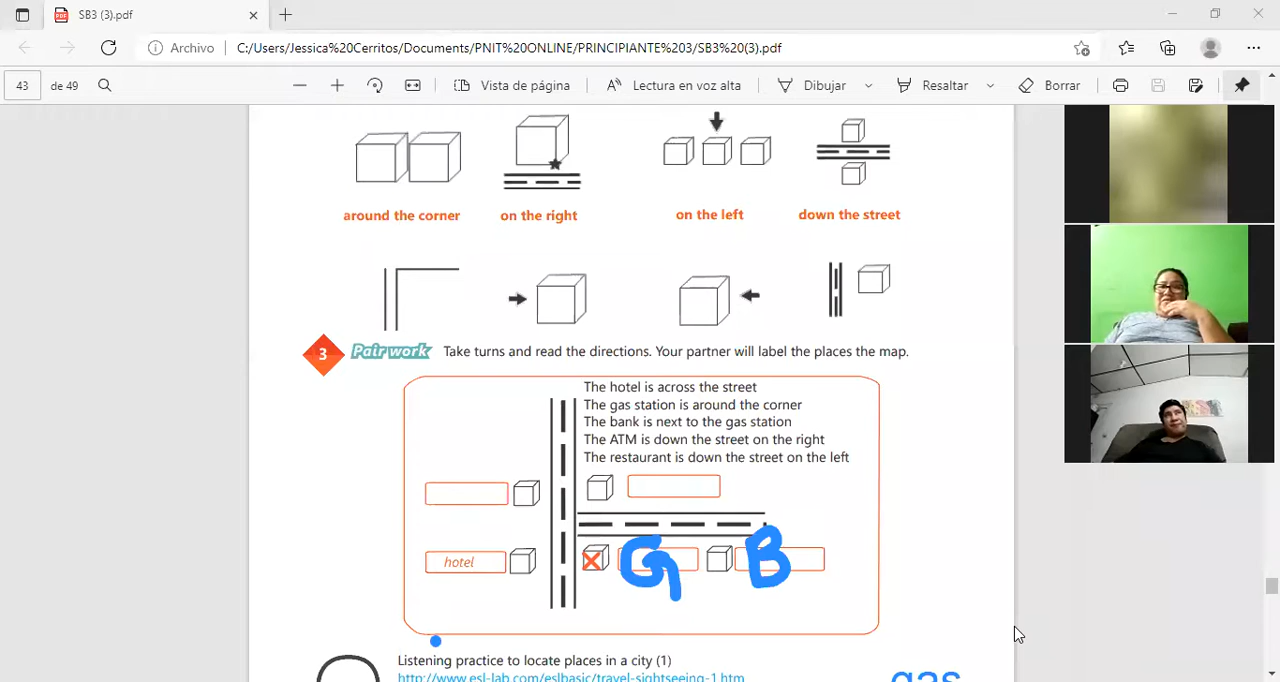 SB3 (3).pdf
Archivo C:/Users/Jessica%20Cerritos/Documents/PNIT%20ONLINE/PRINCIPIANTE%203/SB3%20(3).pdf
43 de 49 Vista de página Lectura en voz alta Dibujar Resaltar Borrar
around the corner on the right on the left down the street
3 Pair work Take turns and read the directions. Your partner will label the places the map.
The hotel is across the street
The gas station is around the corner
The bank is next to the gas station
The ATM is down the street on the right
The restaurant is down the street on the left
hotel G B
Listening practice to locate places in a city (1)
http://www.esl-lab.com/eslbasic/travel-sightseeing-1.htm
gas